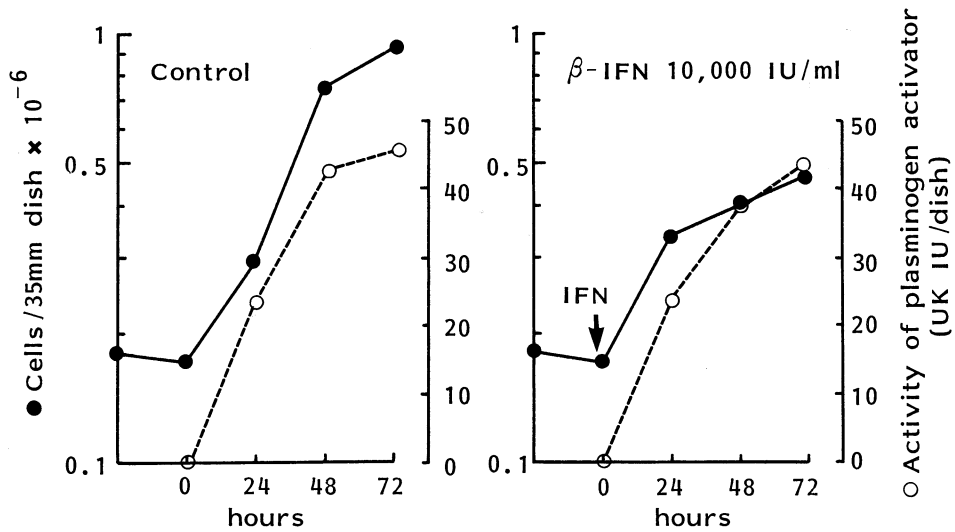 ● Cells/35mm dish × 10⁻⁶
1
0.5
0.1
Control
50
40
30
20
10
0
0 24 48 72
hours
1
0.5
0.1
β-IFN 10,000 IU/ml
IFN
50
40
30
20
10
0
0 24 48 72
hours
○ Activity of plasminogen activator
(UK IU/dish)